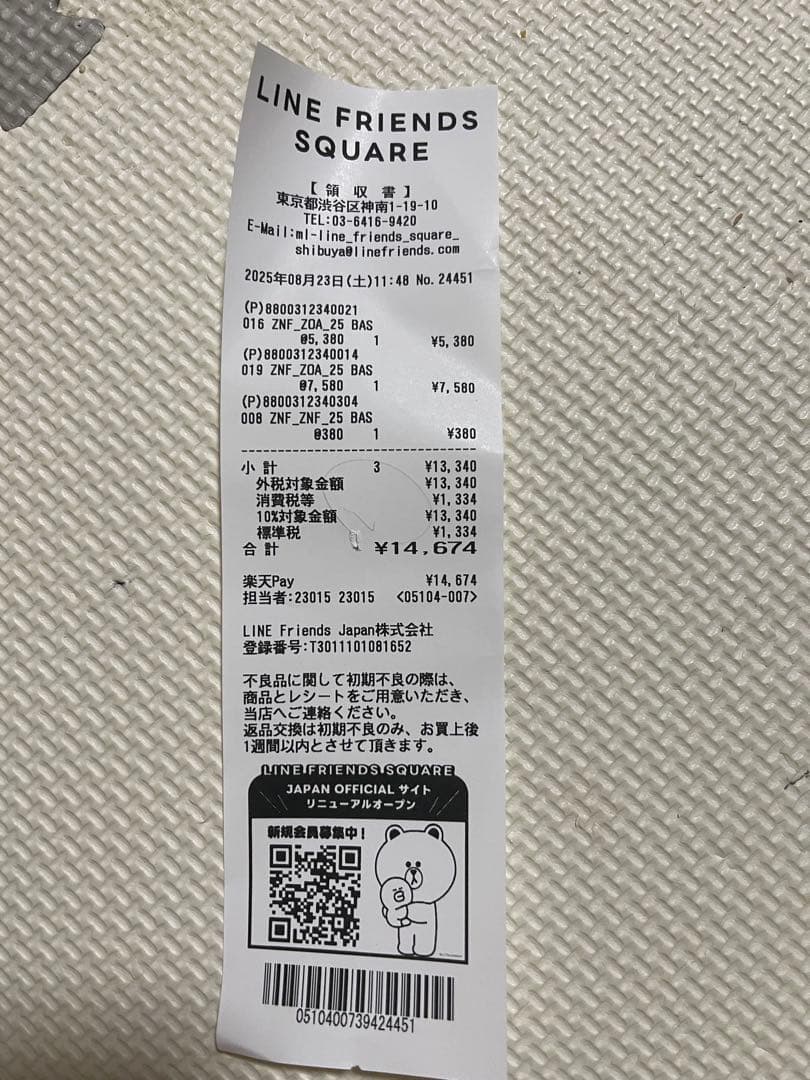 LINE FRIENDS
SQUARE
【 領 収 書 】
東京都渋谷区神南1-19-10
TEL:03-6416-9420
E-Mail:ml-line_friends_square_
shibuya@linefriends.com
2025年08月23日(土)11:48 No.24451
(P)8800312340021
016 ZNF_ZOA_25 BAS
@5,380 1 ¥5,380
(P)8800312340014
019 ZNF_ZOA_25 BAS
@7,580 1 ¥7,580
(P)8800312340304
008 ZNF_ZNF_25 BAS
@380 1 ¥380
小 計 3 ¥13,340
外税対象金額 ¥13,340
消費税等 ¥1,334
10%対象金額 ¥13,340
標準税 ¥1,334
合 計 ¥14,674
楽天Pay ¥14,674
担当者:23015 23015 <05104-007>
LINE Friends Japan株式会社
登録番号:T3011101081652
不良品に関して初期不良の際は、
商品とレシートをご用意いただき、
当店へご連絡ください。
返品交換は初期不良のみ、お買上後
1週間以内とさせて頂きます。
LINE FRIENDS SQUARE
JAPAN OFFICIAL サイト
リニューアルオープン
新規会員募集中！
0510400739424451